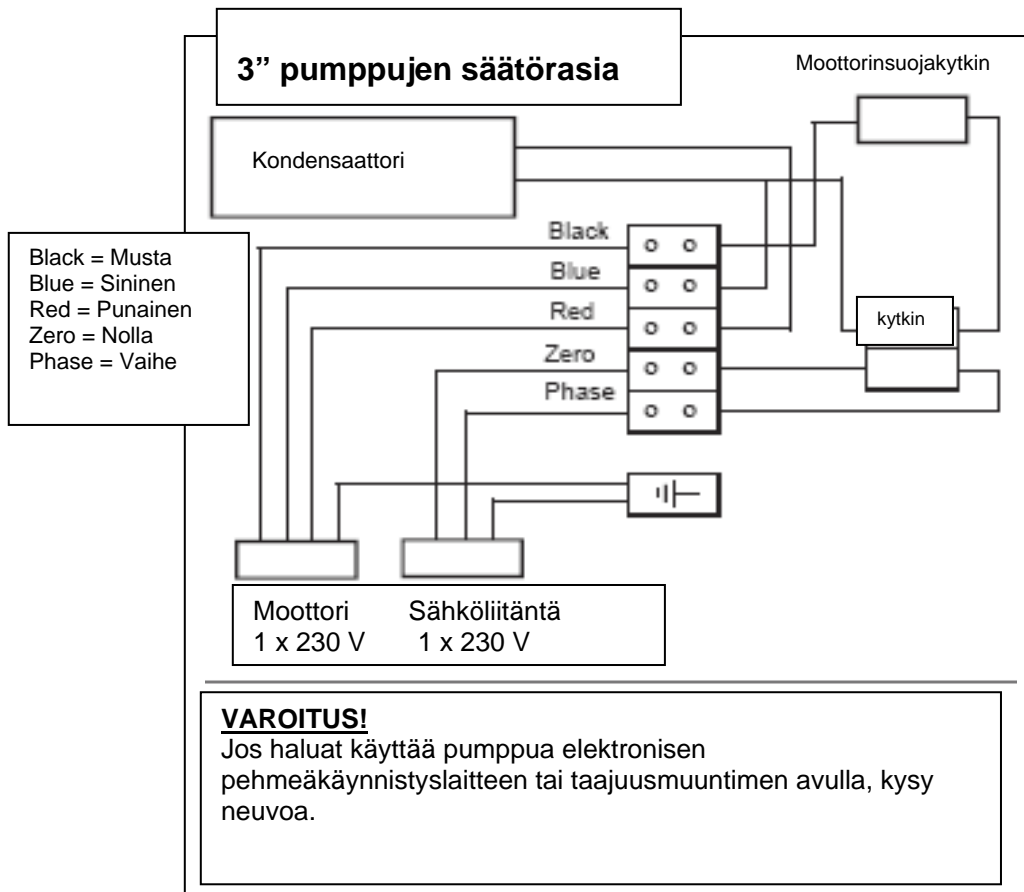 3” pumppujen säätörasia
Moottorinsuojakytkin
Kondensaattori
Black = Musta
Blue = Sininen
Red = Punainen
Zero = Nolla
Phase = Vaihe
Black
Blue
Red
Zero
Phase
kytkin
Moottori Sähköliitäntä
1 x 230 V 1 x 230 V
VAROITUS!
Jos haluat käyttää pumppua elektronisen
pehmeäkäynnistyslaitteen tai taajuusmuuntimen avulla, kysy
neuvoa.